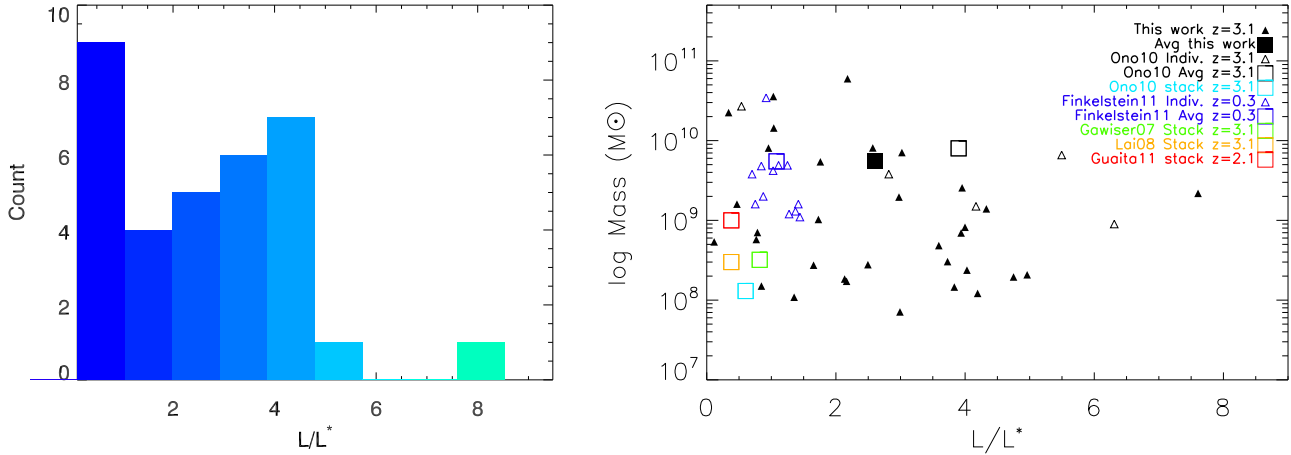 10
8
6
4
2
0
Count
2 4 6 8
L/L*
10¹¹
10¹⁰
10⁹
10⁸
10⁷
log Mass (M☉)
0 2 4 6 8
L/L*
This work z=3.1
Avg this work
Ono10 Indiv. z=3.1
Ono10 Avg z=3.1
Ono10 stack z=3.1
Finkelstein11 Indiv. z=0.3
Finkelstein11 Avg z=0.3
Gawiser07 Stack z=3.1
Lai08 Stack z=3.1
Guaita11 stack z=2.1